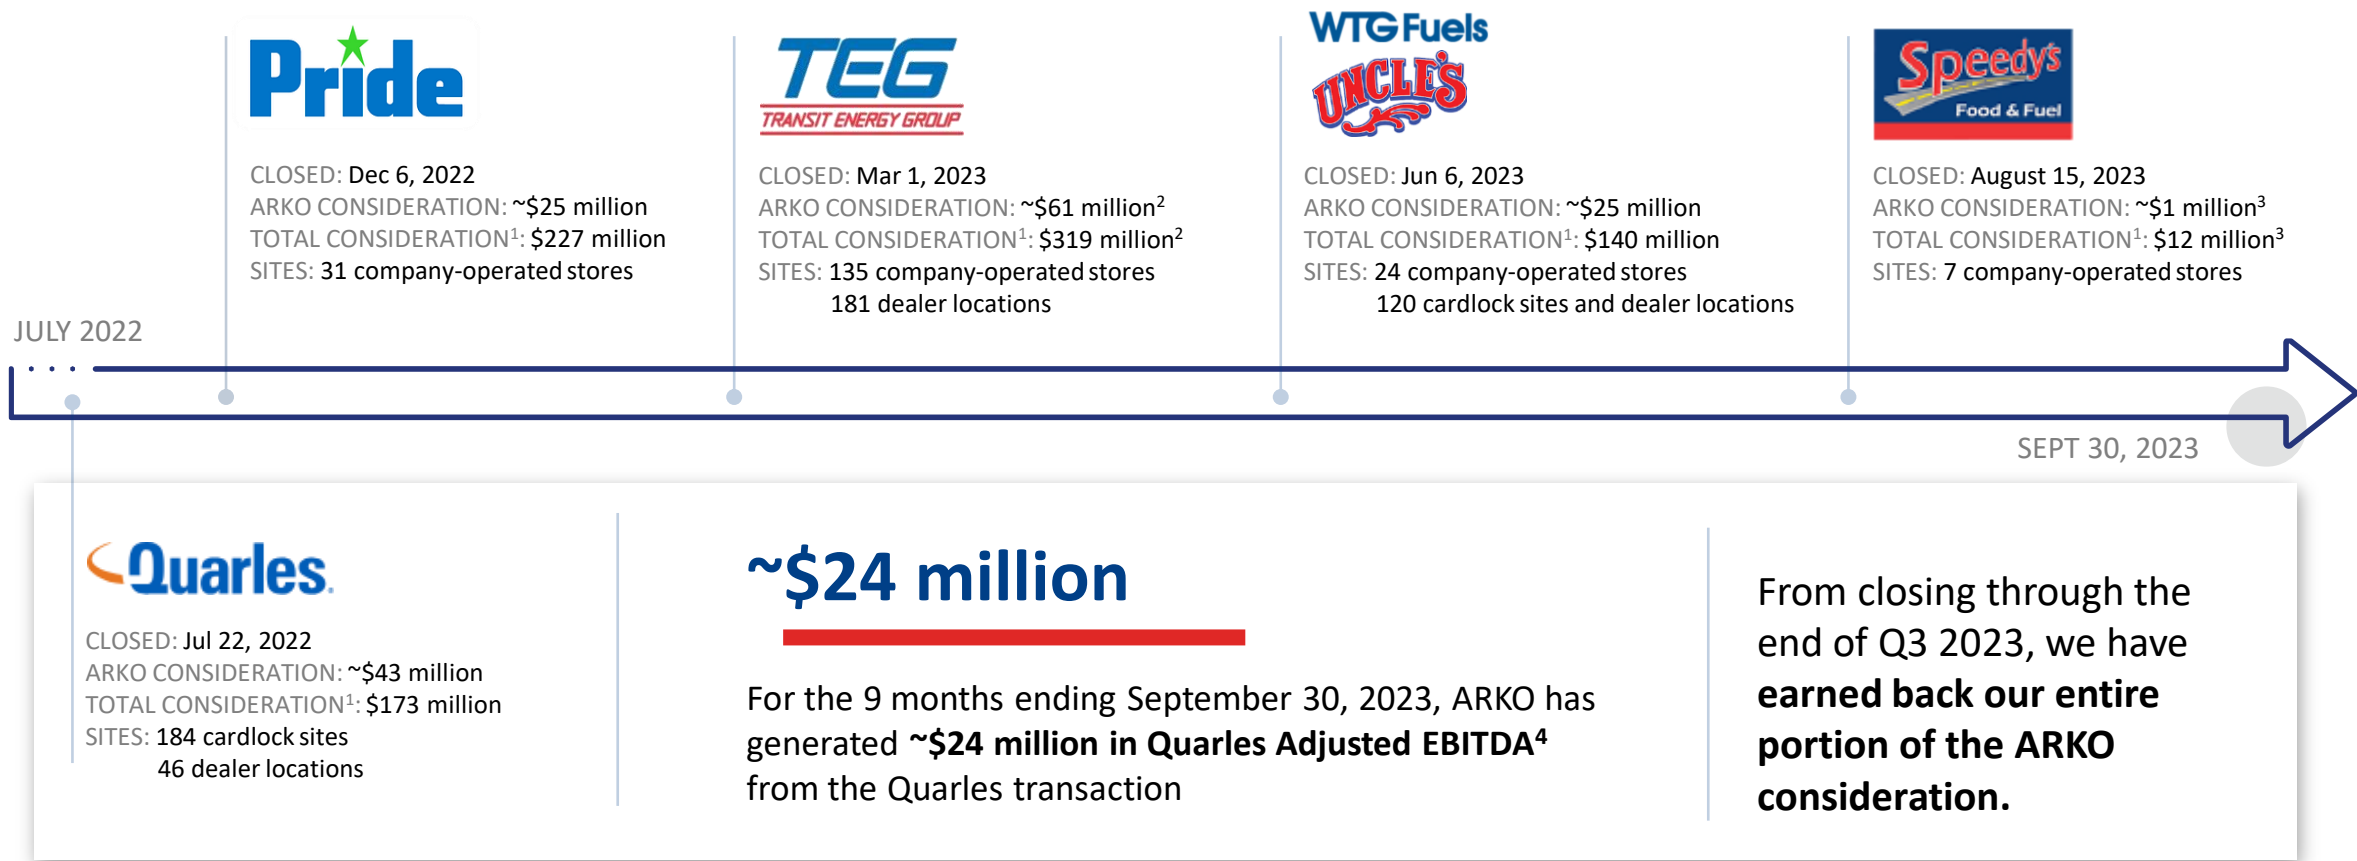 Pride
CLOSED: Dec 6, 2022
ARKO CONSIDERATION: ~$25 million
TOTAL CONSIDERATION¹: $227 million
SITES: 31 company-operated stores
TEG
TRANSIT ENERGY GROUP
CLOSED: Mar 1, 2023
ARKO CONSIDERATION: ~$61 million²
TOTAL CONSIDERATION¹: $319 million²
SITES: 135 company-operated stores
181 dealer locations
WTG Fuels
UNCLE'S
CLOSED: Jun 6, 2023
ARKO CONSIDERATION: ~$25 million
TOTAL CONSIDERATION¹: $140 million
SITES: 24 company-operated stores
120 cardlock sites and dealer locations
Speedy's
Food & Fuel
CLOSED: August 15, 2023
ARKO CONSIDERATION: ~$1 million³
TOTAL CONSIDERATION¹: $12 million³
SITES: 7 company-operated stores
JULY 2022
SEPT 30, 2023
Quarles.
CLOSED: Jul 22, 2022
ARKO CONSIDERATION: ~$43 million
TOTAL CONSIDERATION¹: $173 million
SITES: 184 cardlock sites
46 dealer locations
~$24 million
For the 9 months ending September 30, 2023, ARKO has
generated ~$24 million in Quarles Adjusted EBITDA⁴
from the Quarles transaction
From closing through the
end of Q3 2023, we have
earned back our entire
portion of the ARKO
consideration.